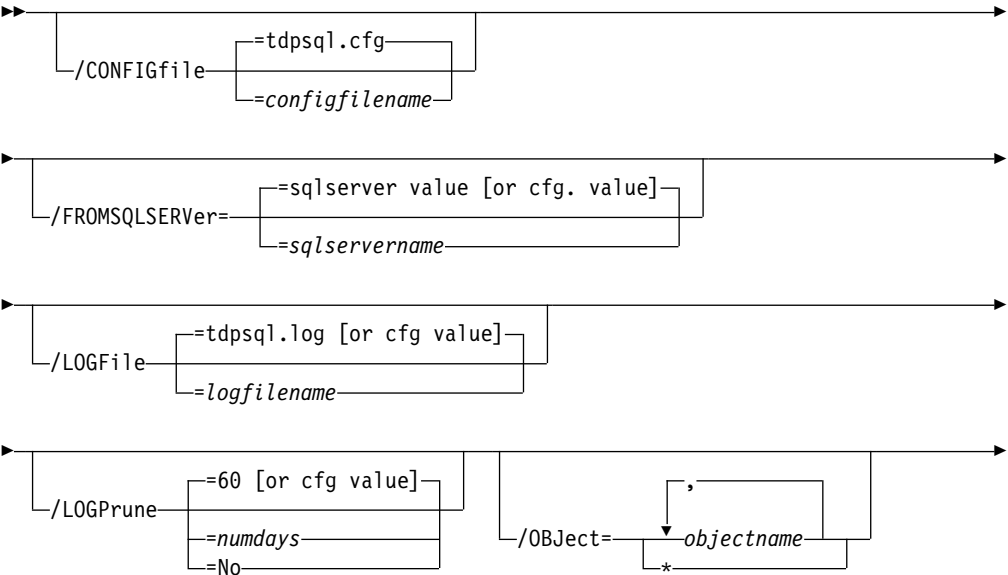 =tdpsql.cfg
/CONFIGfile
=configfilename
=sqlserver value [or cfg. value]
/FROMSQLSERVer=
=sqlservername
=tdpsql.log [or cfg value]
/LOGFile
=logfilename
=60 [or cfg value]
/LOGPrune
,
=numdays
/OBJect=
objectname
=No
*